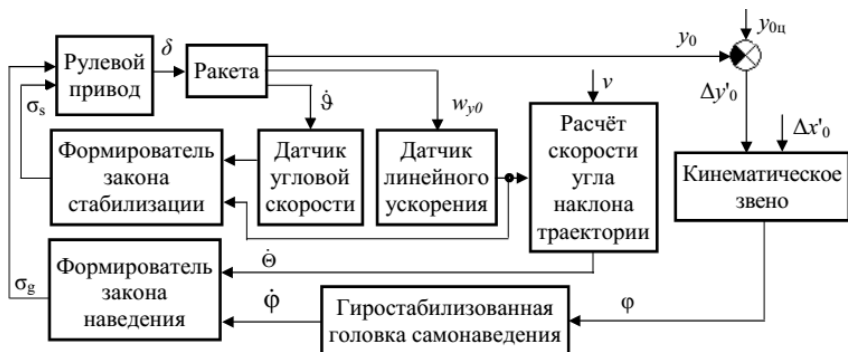 y₀ц
δ
y₀
Рулевой
привод
Ракета
σₛ
ϑ̇
w_y0
v
Δy'₀
Δx'₀
Формирователь
закона
стабилизации
Датчик
угловой
скорости
Датчик
линейного
ускорения
Расчёт
скорости
угла
наклона
траектории
Кинематическое
звено
σg
Формирователь
закона
наведения
Θ̇
φ̇
Гиростабилизованная
головка самонаведения
φ